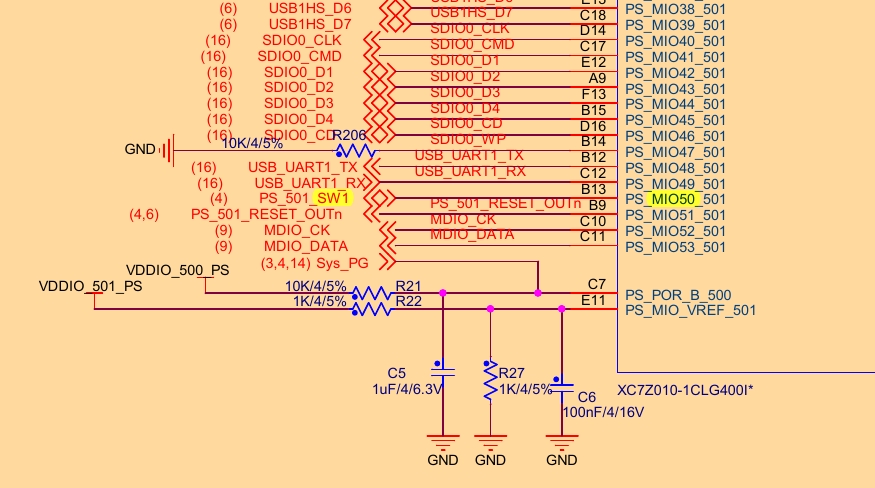 (6) USB1HS_D6 USB1HS_D6 E13 PS_MIO38_501
(6) USB1HS_D7 USB1HS_D7 C18 PS_MIO39_501
(16) SDIO0_CLK SDIO0_CLK D14 PS_MIO40_501
(16) SDIO0_CMD SDIO0_CMD C17 PS_MIO41_501
(16) SDIO0_D1 SDIO0_D1 E12 PS_MIO42_501
(16) SDIO0_D2 SDIO0_D2 A9 PS_MIO43_501
(16) SDIO0_D3 SDIO0_D3 F13 PS_MIO44_501
(16) SDIO0_D4 SDIO0_D4 B15 PS_MIO45_501
(16) SDIO0_CD SDIO0_CD D16 PS_MIO46_501
GND 10K/4/5% R206 SDIO0_WP B14 PS_MIO47_501
(16) USB_UART1_TX USB_UART1_TX B12 PS_MIO48_501
(16) USB_UART1_RX USB_UART1_RX C12 PS_MIO49_501
(4) PS_501_SW1 B13 PS_MIO50_501
(4,6) PS_501_RESET_OUTn PS_501_RESET_OUTn B9 PS_MIO51_501
(9) MDIO_CK MDIO_CK C10 PS_MIO52_501
(9) MDIO_DATA MDIO_DATA C11 PS_MIO53_501
(3,4,14) Sys_PG
VDDIO_500_PS
VDDIO_501_PS
10K/4/5% R21 C7 PS_POR_B_500
1K/4/5% R22 E11 PS_MIO_VREF_501
C5
1uF/4/6.3V
R27
1K/4/5%
C6
100nF/4/16V
XC7Z010-1CLG400I*
GND GND GND